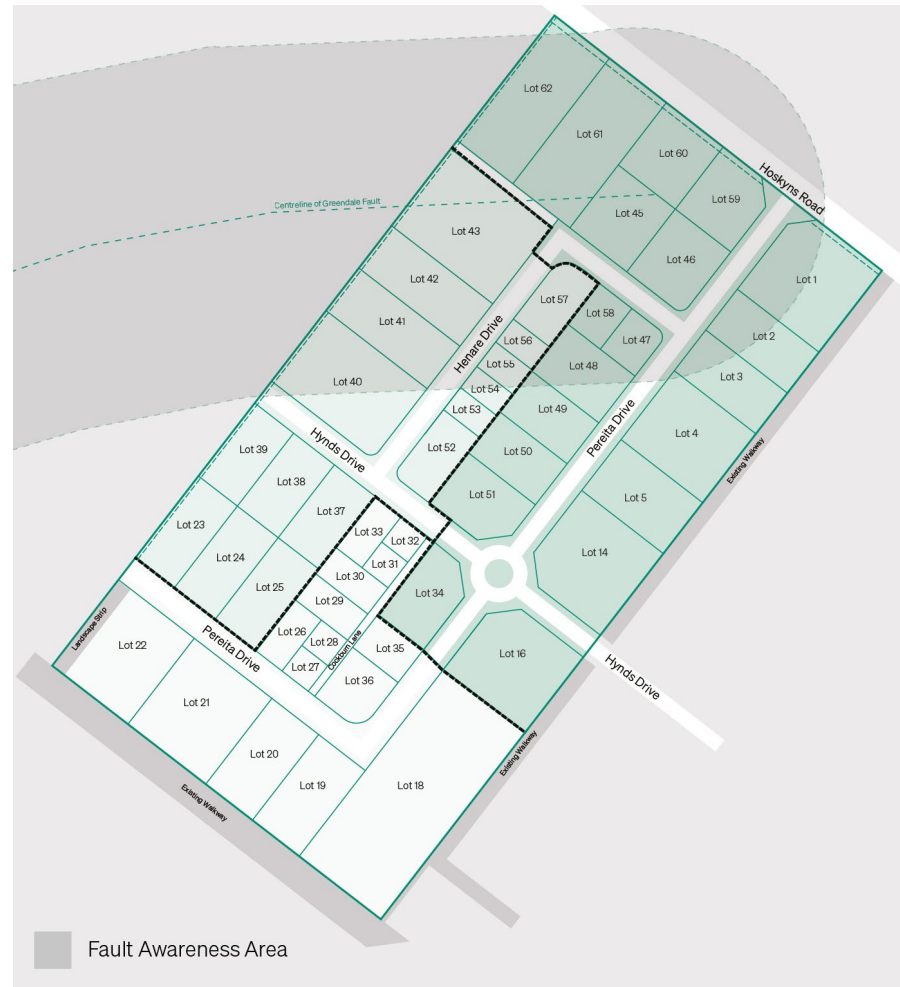 Lot 62
Lot 61
Lot 60
Lot 59
Hoskyns Road
Centreline of Greendale Fault
Lot 45
Lot 43
Lot 46
Lot 1
Lot 42
Lot 57
Lot 58
Lot 41
Henare Drive
Lot 56
Lot 47
Lot 2
Lot 55
Lot 48
Lot 3
Lot 40
Lot 54
Lot 53
Lot 49
Pereita Drive
Lot 4
Hynds Drive
Lot 52
Lot 50
Existing Walkway
Lot 39
Lot 38
Lot 51
Lot 5
Lot 37
Lot 23
Lot 33
Lot 32
Lot 24
Lot 31
Lot 14
Lot 30
Lot 25
Lot 29
Lot 34
Landscape Strip
Pereita Drive
Lot 26
Lot 28
Cockburn Lane
Lot 35
Lot 22
Lot 27
Lot 16
Hynds Drive
Lot 36
Lot 21
Lot 20
Existing Walkway
Lot 19
Lot 18
Existing Walkway
Fault Awareness Area